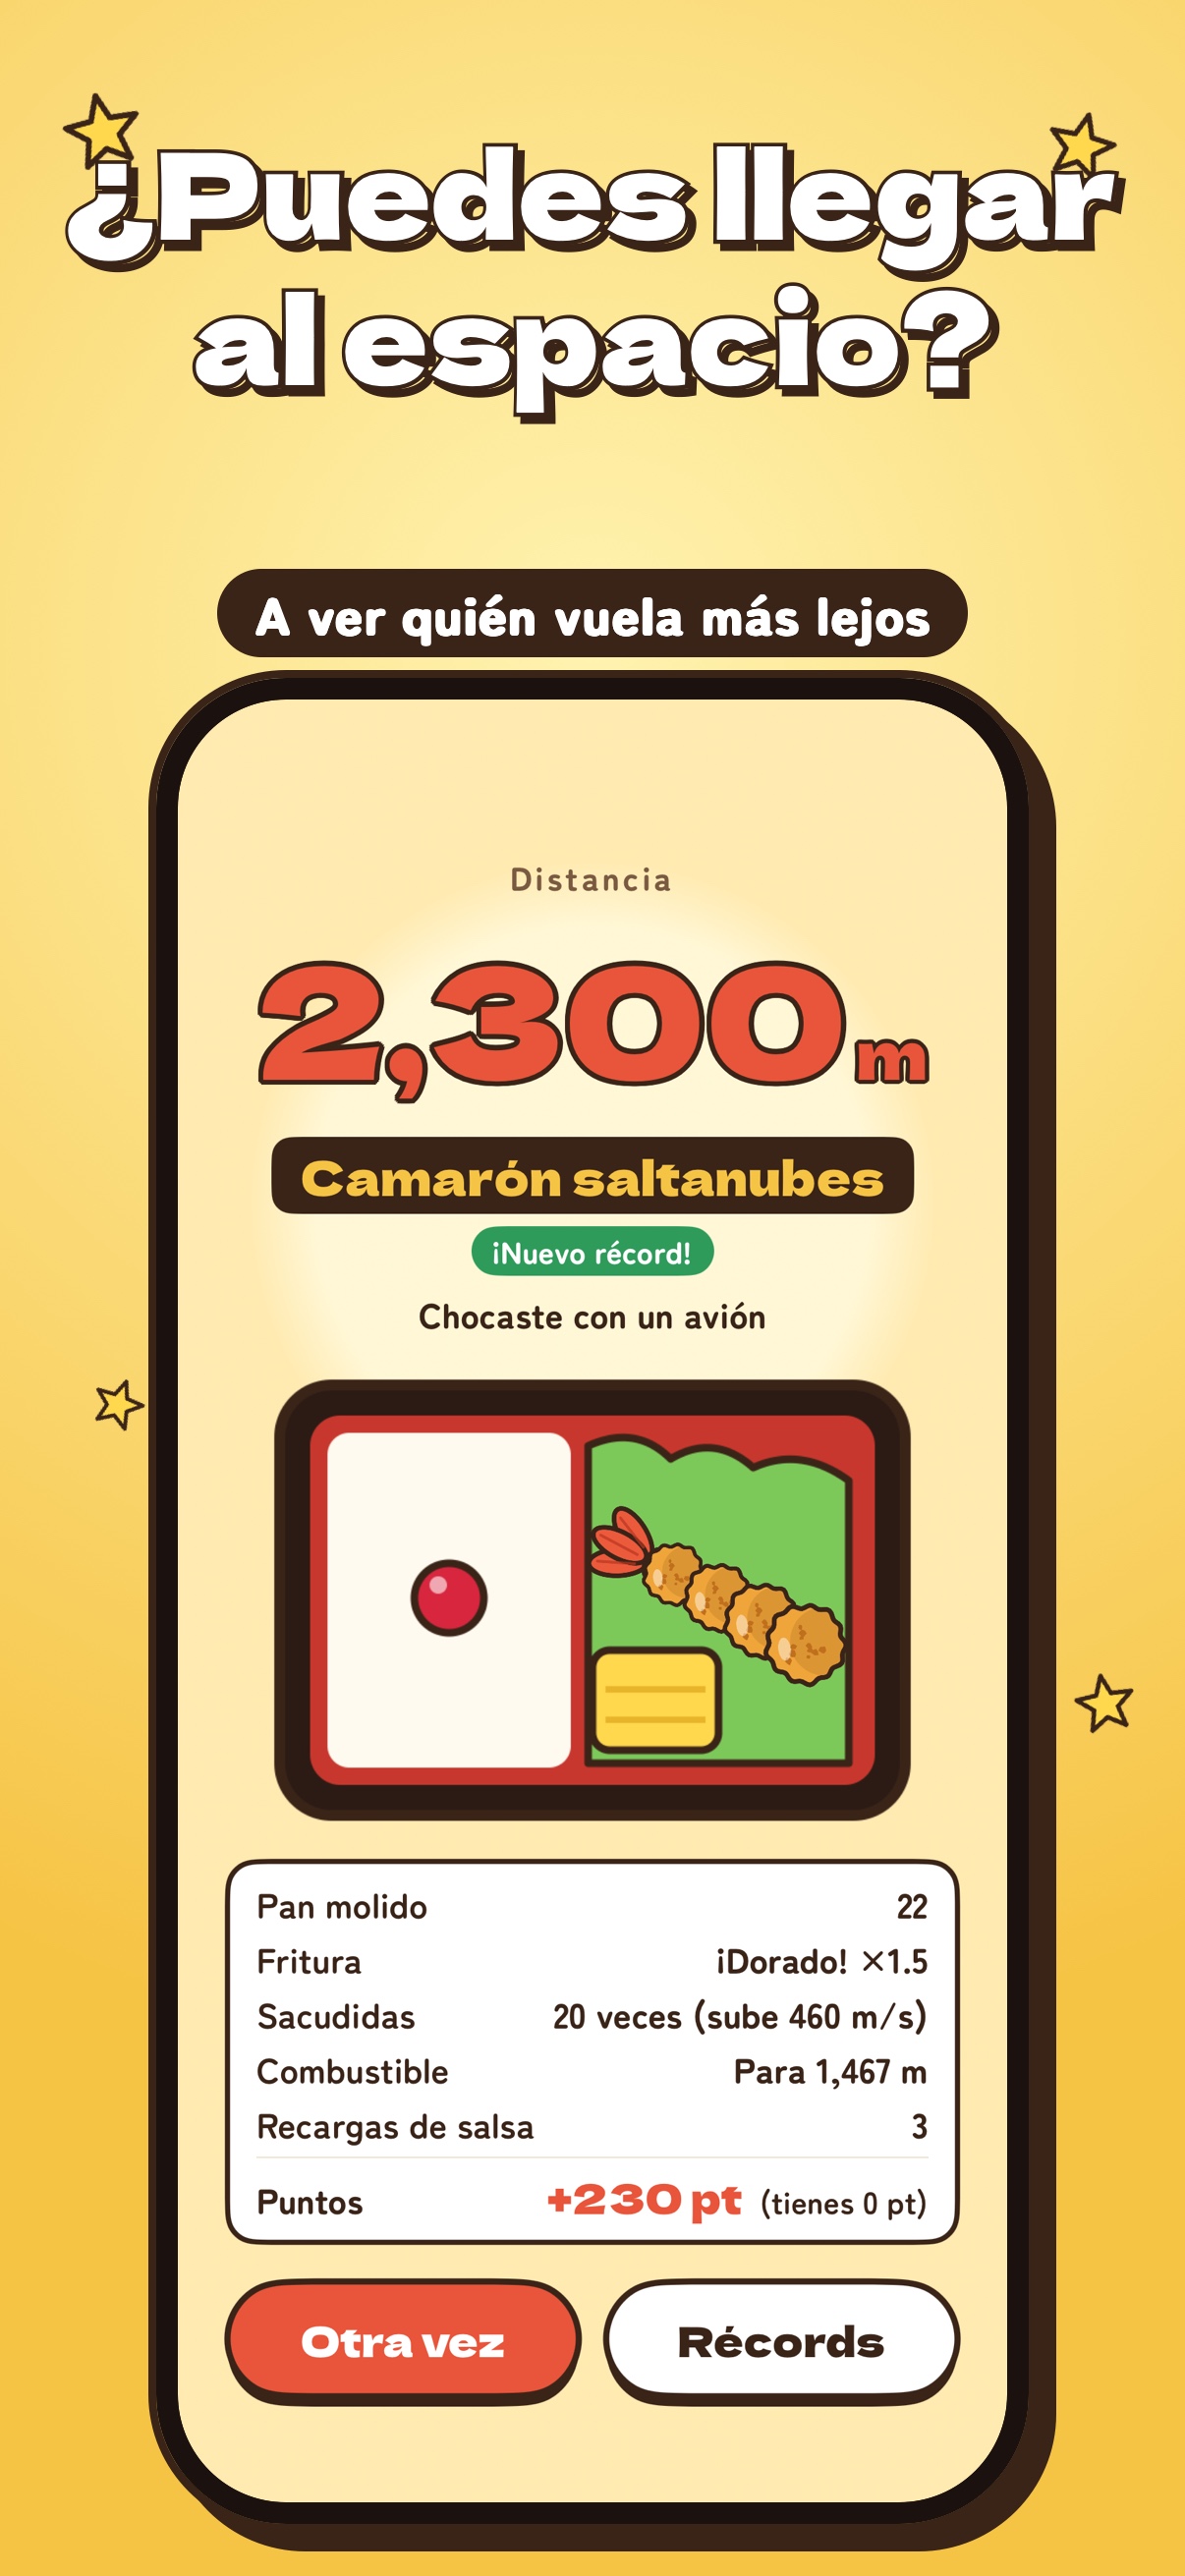 ¿Puedes llegar
al espacio?
A ver quién vuela más lejos
Distancia
2,300 m
Camarón saltanubes
¡Nuevo récord!
Chocaste con un avión
Pan molido 22
Fritura ¡Dorado! ×1.5
Sacudidas 20 veces (sube 460 m/s)
Combustible Para 1,467 m
Recargas de salsa 3
Puntos +230 pt (tienes 0 pt)
Otra vez Récords